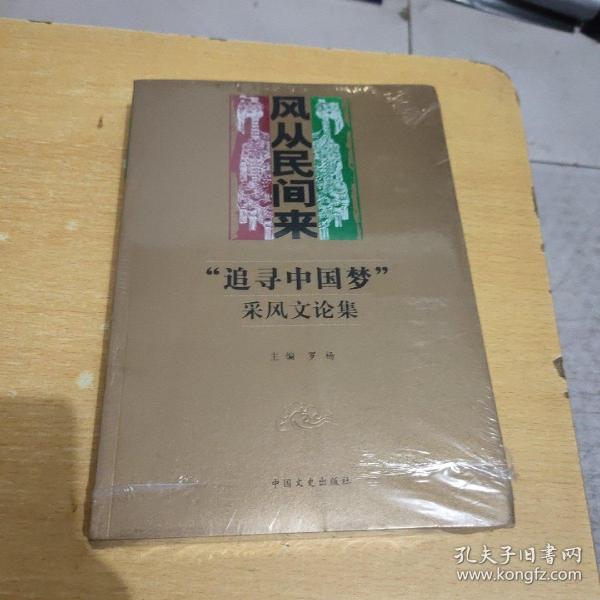 风从民间来
“追寻中国梦”
采风文论集
主编 罗杨
中国文史出版社
孔夫子旧书网
www.kongfz.com